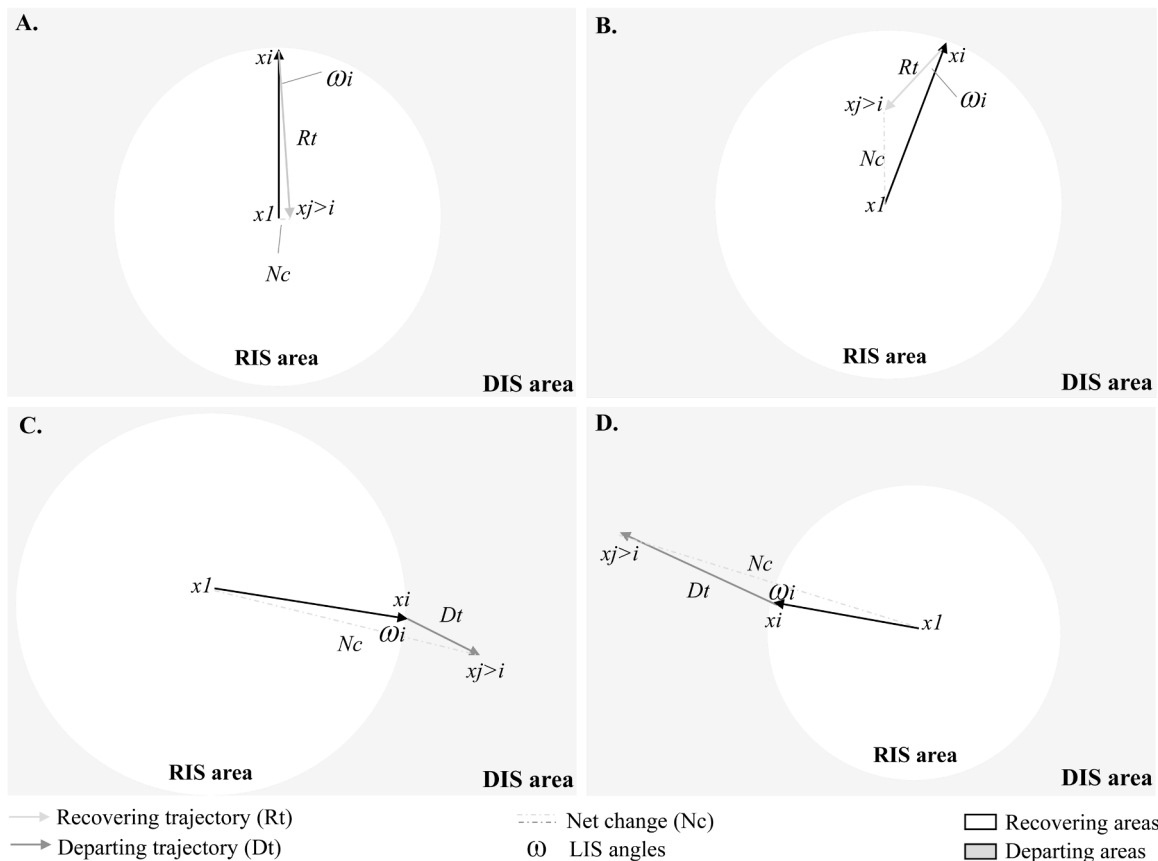 A.
xi
ωi
Rt
x1
xj>i
Nc
RIS area
DIS area
B.
xi
Rt
ωi
xj>i
Nc
x1
RIS area
DIS area
C.
x1
xi
Dt
ωi
Nc
xj>i
RIS area
DIS area
D.
xj>i
Nc
Dt
ωi
xi
x1
RIS area
DIS area
Recovering trajectory (Rt)
Net change (Nc)
Recovering areas
Departing trajectory (Dt)
ω LIS angles
Departing areas